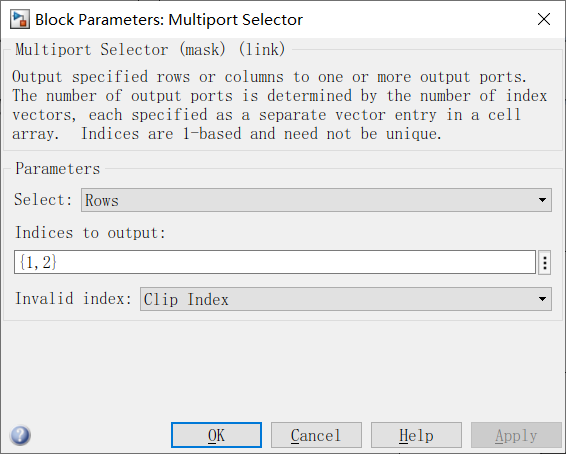 Block Parameters: Multiport Selector
Multiport Selector (mask) (link)
Output specified rows or columns to one or more output ports.
The number of output ports is determined by the number of index
vectors, each specified as a separate vector entry in a cell
array.  Indices are 1-based and need not be unique.
Parameters
Select: Rows
Indices to output:
{1,2}
Invalid index: Clip Index
OK Cancel Help Apply